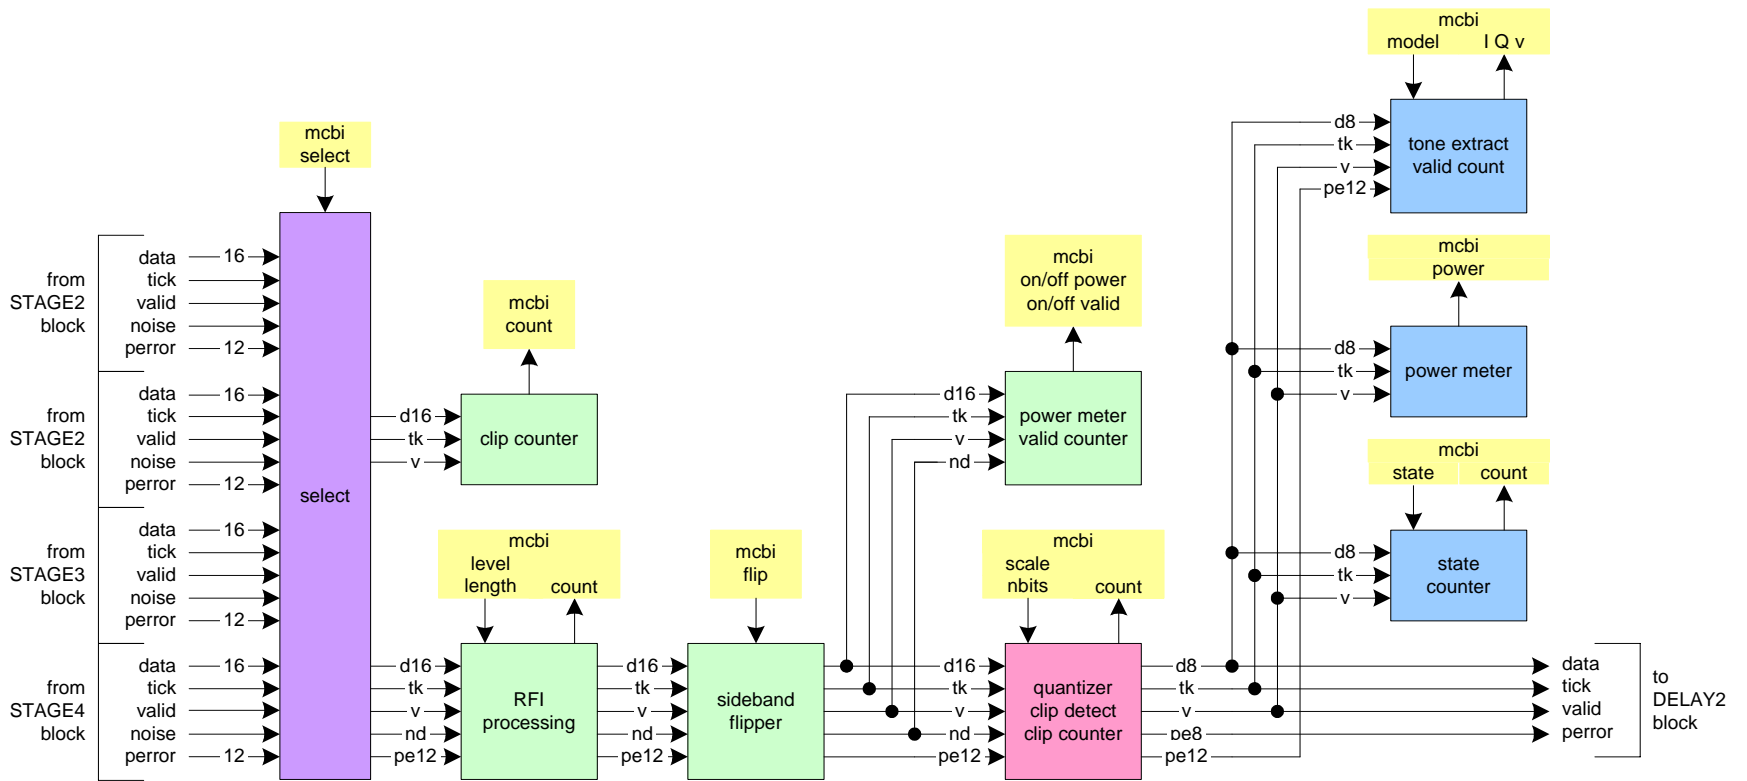 mcbi
model I Q v
d8
tk
v
pe12
tone extract
valid count
mcbi
select
mcbi
power
d8
tk
v
power meter
mcbi
on/off power
on/off valid
d16
tk
v
nd
power meter
valid counter
mcbi
count
d16
tk
v
clip counter
mcbi
state count
d8
tk
v
state
counter
from
STAGE2
block
data 16
tick
valid
noise
perror 12
from
STAGE2
block
data 16
tick
valid
noise
perror 12
from
STAGE3
block
data 16
tick
valid
noise
perror 12
from
STAGE4
block
data 16
tick
valid
noise
perror 12
select
mcbi
level
length count
d16
tk
v
nd
pe12
RFI
processing
mcbi
flip
d16
tk
v
nd
pe12
sideband
flipper
mcbi
scale
nbits count
d16
tk
v
nd
pe12
quantizer
clip detect
clip counter
d8
tk
v
pe8
pe12
data
tick
valid
perror
to
DELAY2
block